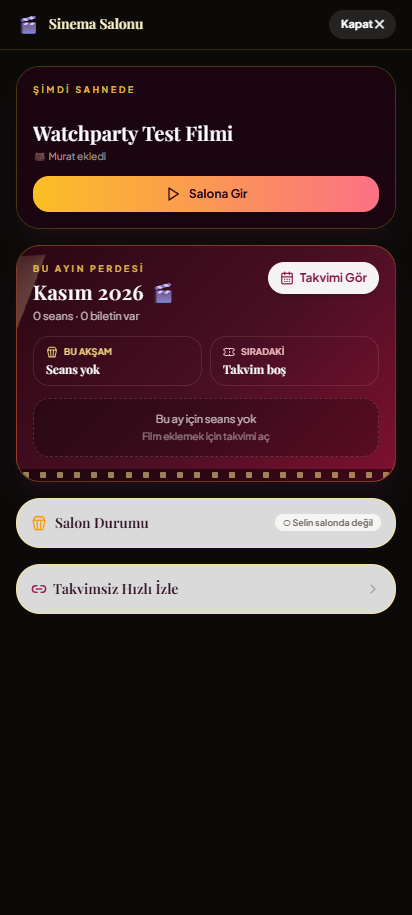 Sinema Salonu
Kapat
ŞİMDİ SAHNEDE
Watchparty Test Filmi
Murat ekledi
Salona Gir
BU AYIN PERDESİ
Kasım 2026
Takvimi Gör
0 seans · 0 biletin var
BU AKŞAM
Seans yok
SIRADAKİ
Takvim boş
Bu ay için seans yok
Film eklemek için takvimi aç
Salon Durumu
Selin salonda değil
Takvimsiz Hızlı İzle